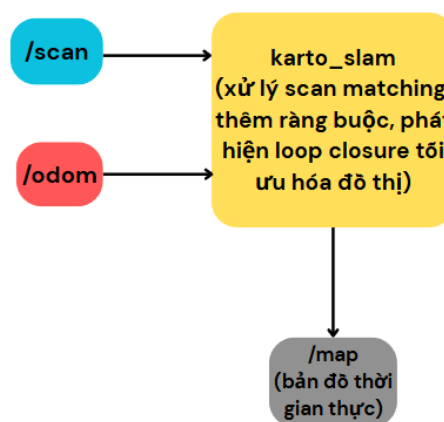 /scan
/odom
karto_slam
(xử lý scan matching
thêm ràng buộc, phát
hiện loop closure tối
ưu hóa đồ thị)
/map
(bản đồ thời
gian thực)